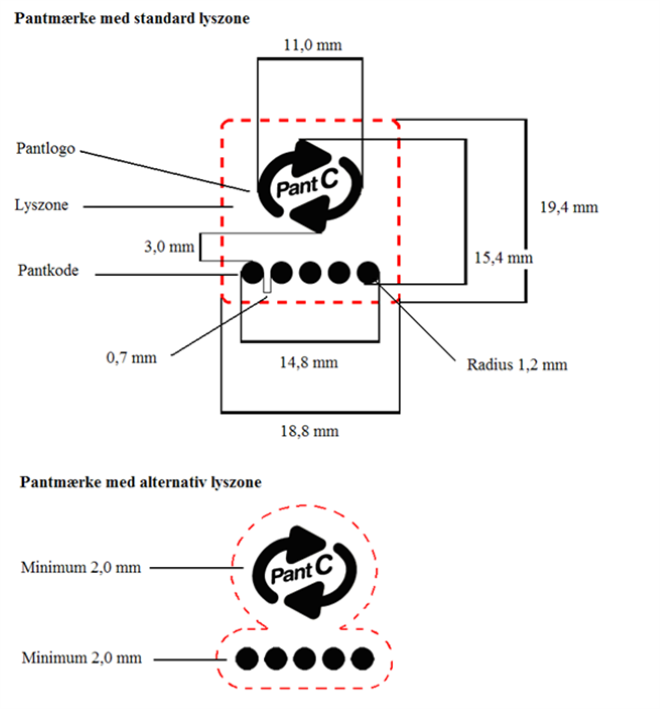 Pantmærke med standard lyszone
11,0 mm
Pantlogo
Pant C
Lyszone
19,4 mm
3,0 mm
15,4 mm
Pantkode
0,7 mm
14,8 mm
Radius 1,2 mm
18,8 mm
Pantmærke med alternativ lyszone
Minimum 2,0 mm
Pant C
Minimum 2,0 mm